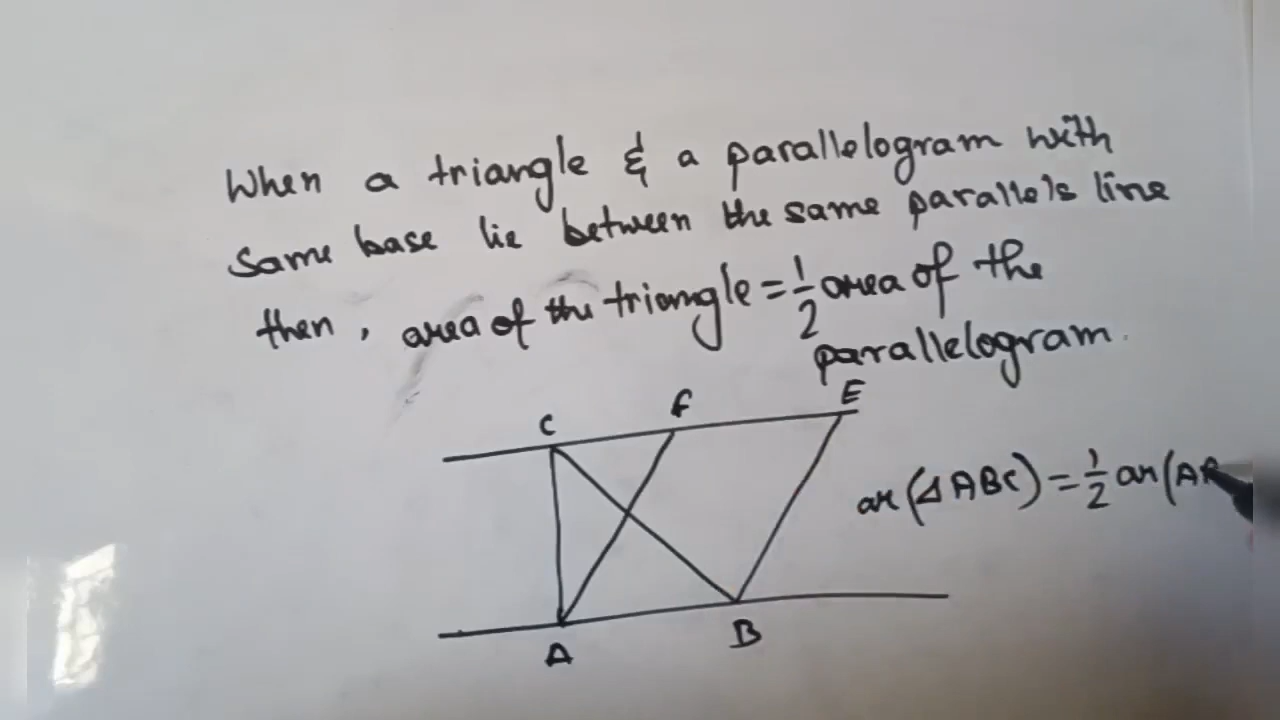 When a triangle & a parallelogram with
same base lie between the same parallels line
then, area of the triangle = 1/2 area of the
parallelogram.
C F E
ar (△ABC) = 1/2 ar (A
A B